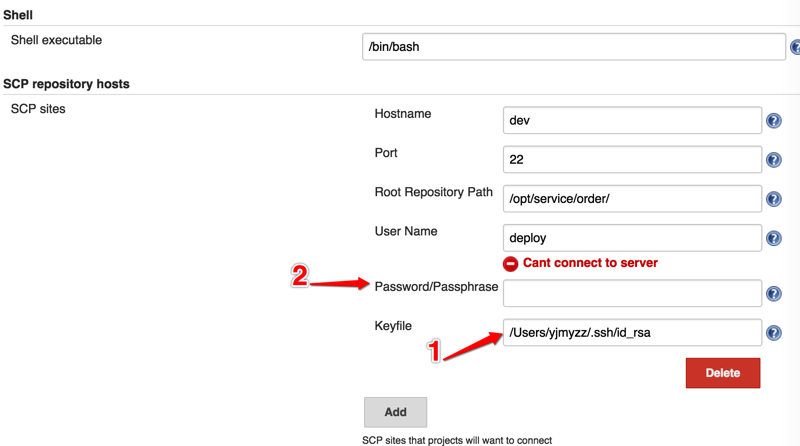 Shell
Shell executable
/bin/bash
SCP repository hosts
SCP sites
Hostname
dev
Port
22
Root Repository Path
/opt/service/order/
User Name
deploy
Cant connect to server
2
Password/Passphrase
Keyfile
/Users/yjmyzz/.ssh/id_rsa
1
Delete
Add
SCP sites that projects will want to connect